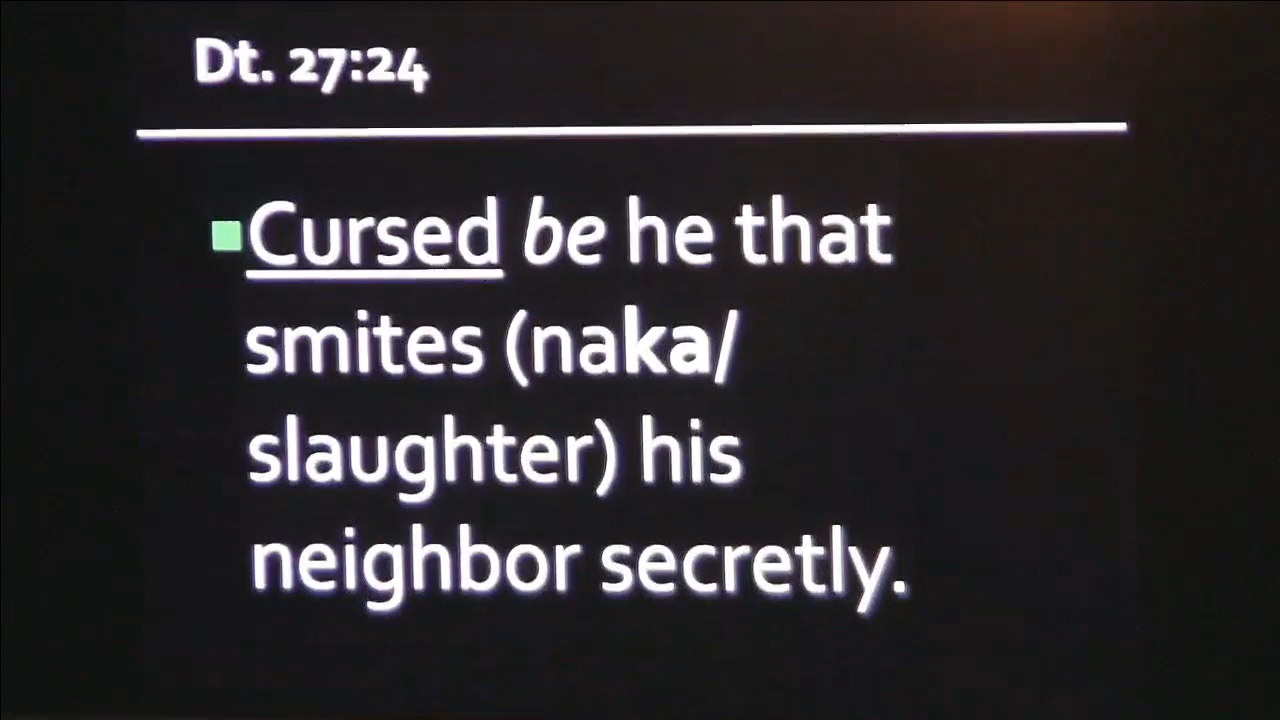 Dt. 27:24
Cursed be he that
smites (naka/
slaughter) his
neighbor secretly.